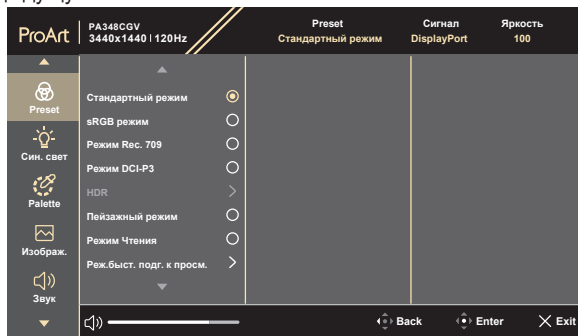 ProArt
PA348CGV
3440x1440 | 120Hz
Preset
Стандартный режим
Сигнал
DisplayPort
Яркость
100
Preset
Син. свет
Palette
Изображ.
Звук
Стандартный режим
sRGB режим
Режим Rec. 709
Режим DCI-P3
HDR
Пейзажный режим
Режим Чтения
Реж.быст. подг. к просм.
Back
Enter
Exit